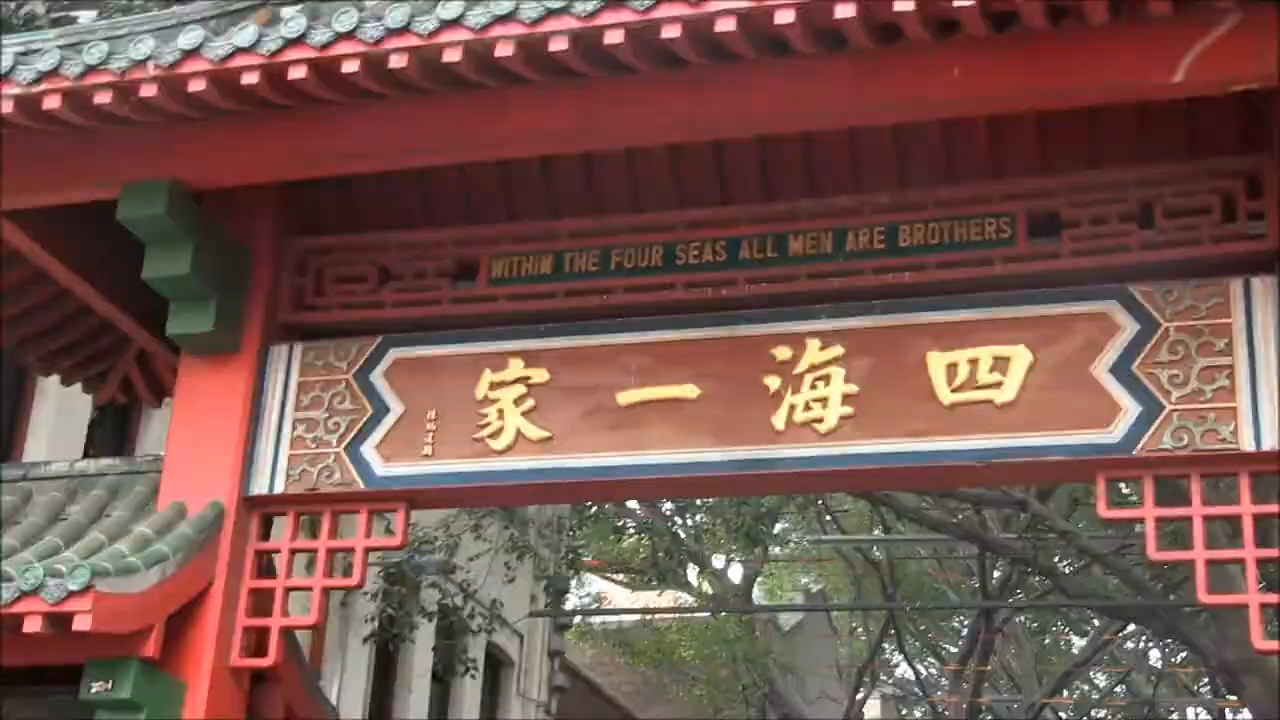 WITHIN THE FOUR SEAS ALL MEN ARE BROTHERS
四海一家